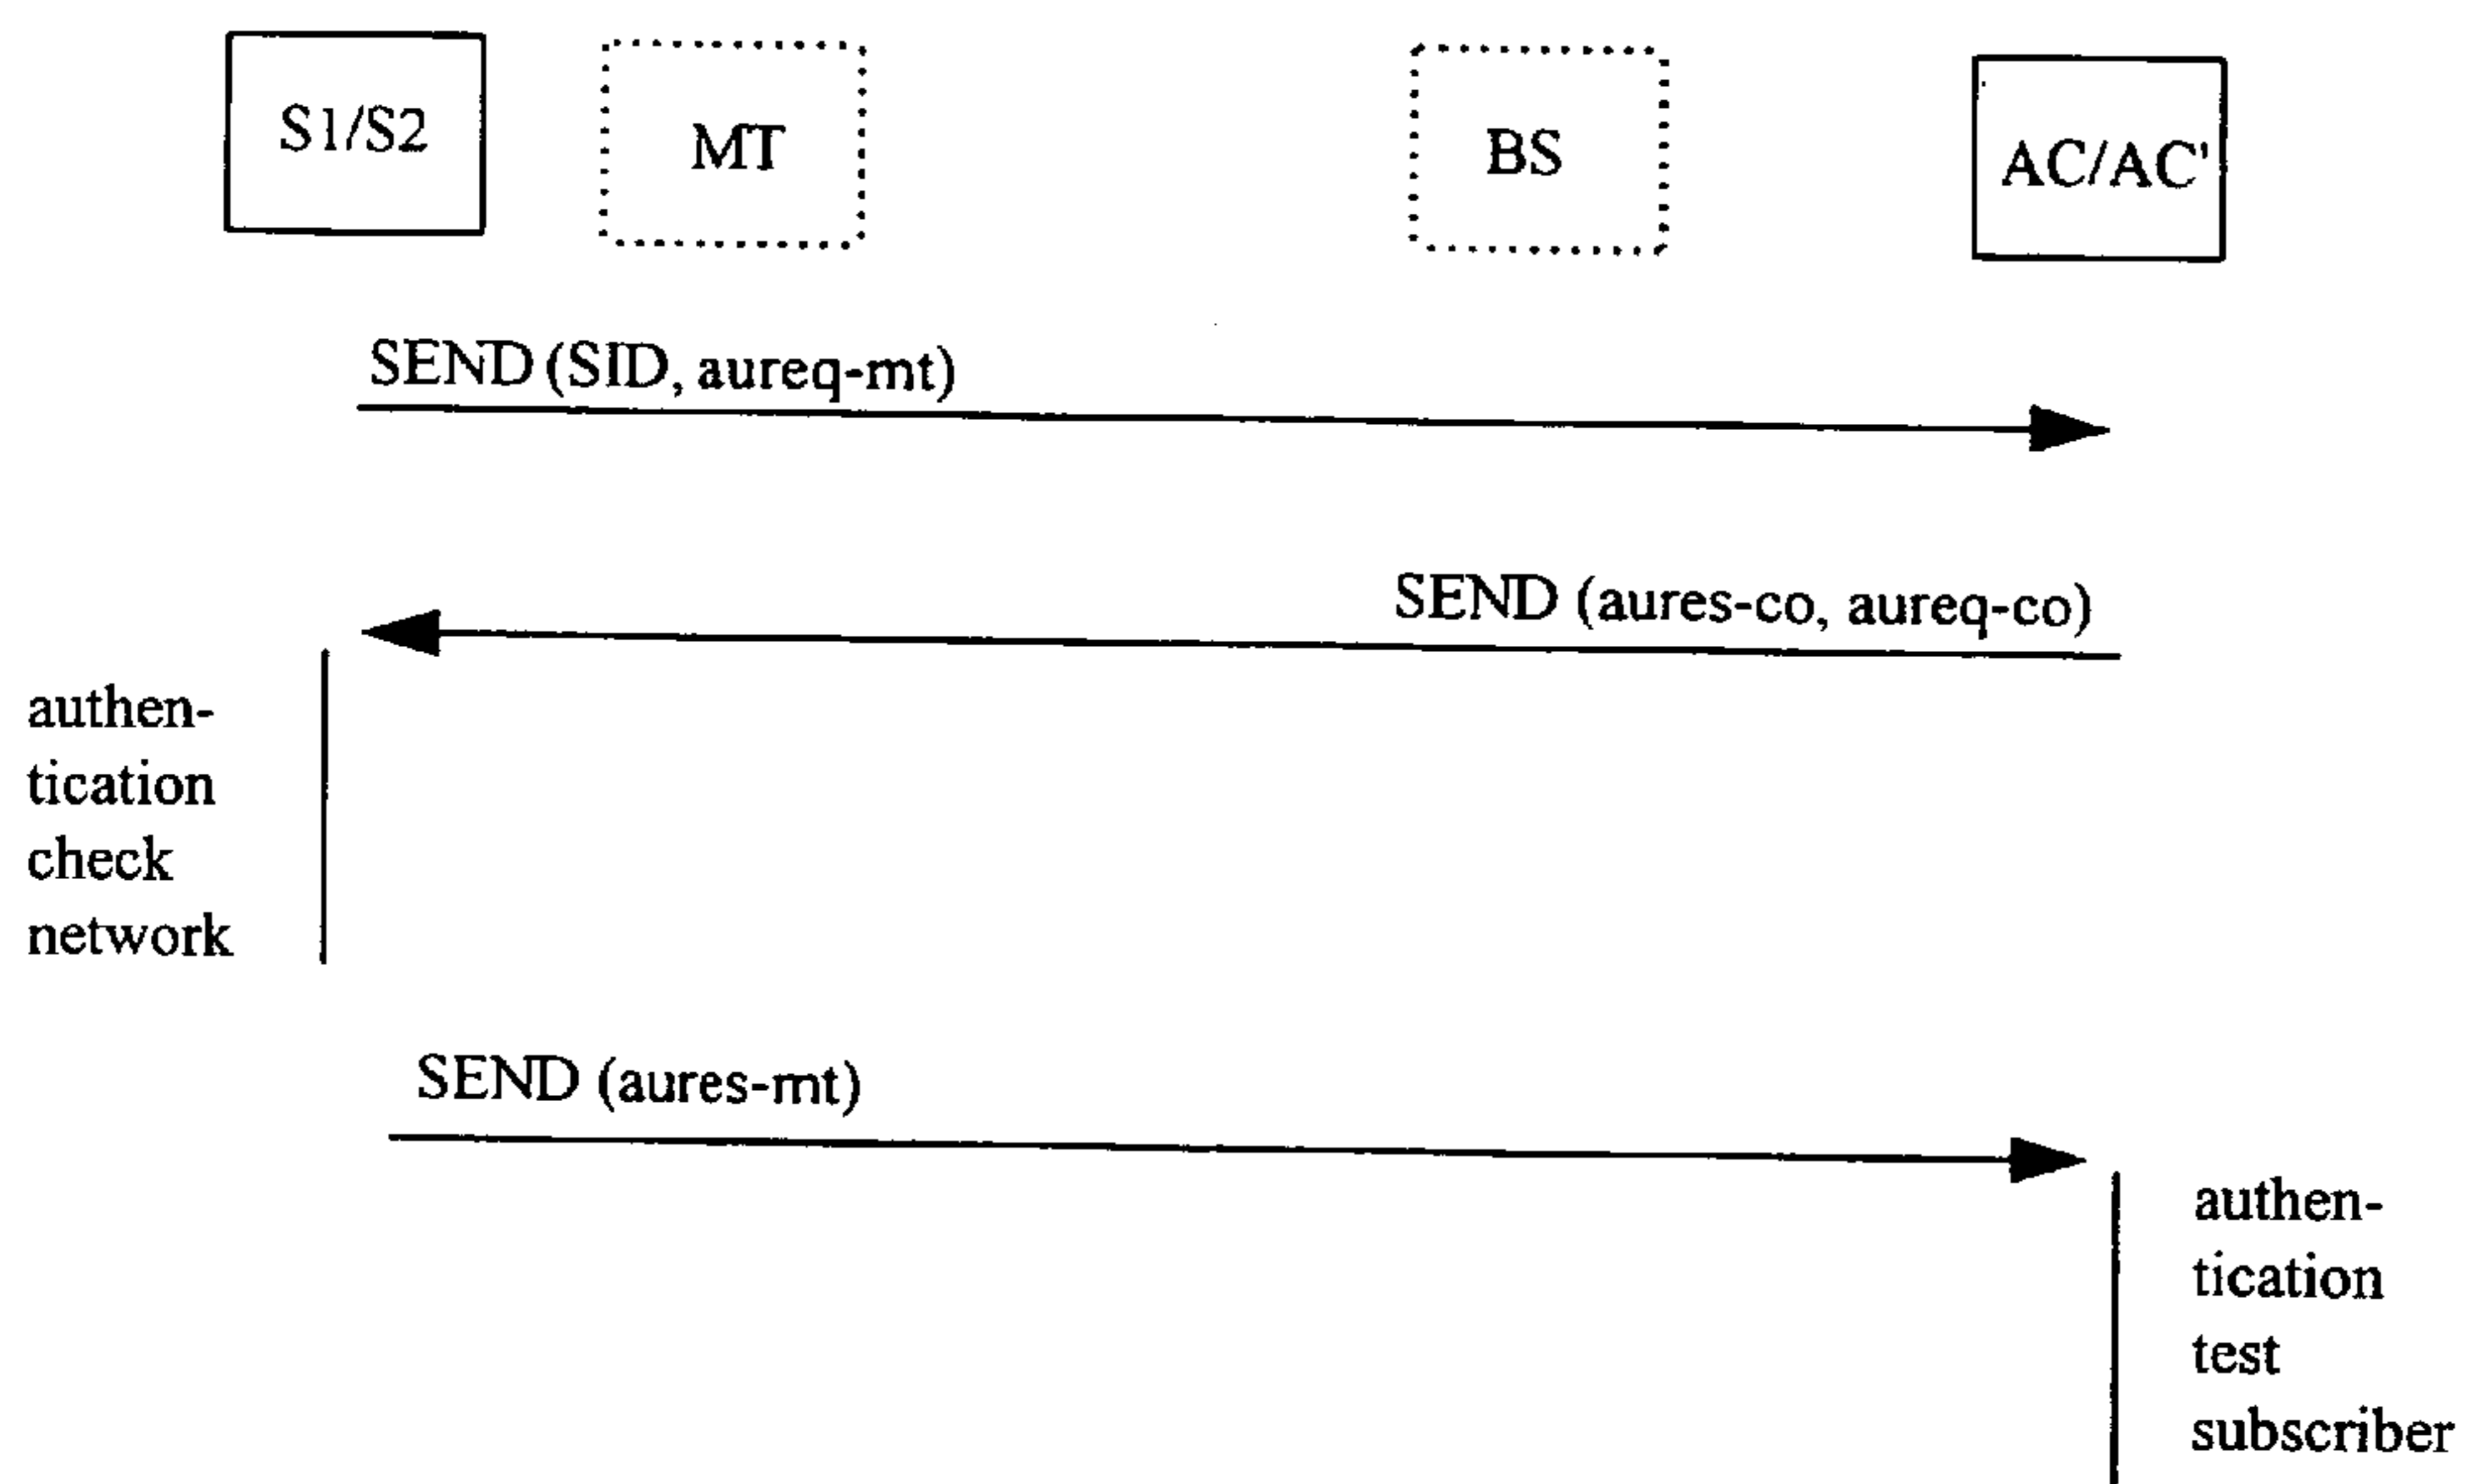 S1/S2
MT
BS
AC/AC'
SEND (SID, aureq-mt)
SEND (aures-co, aureq-co)
authen-
tication
check
network
SEND (aures-mt)
authen-
tication
test
subscriber